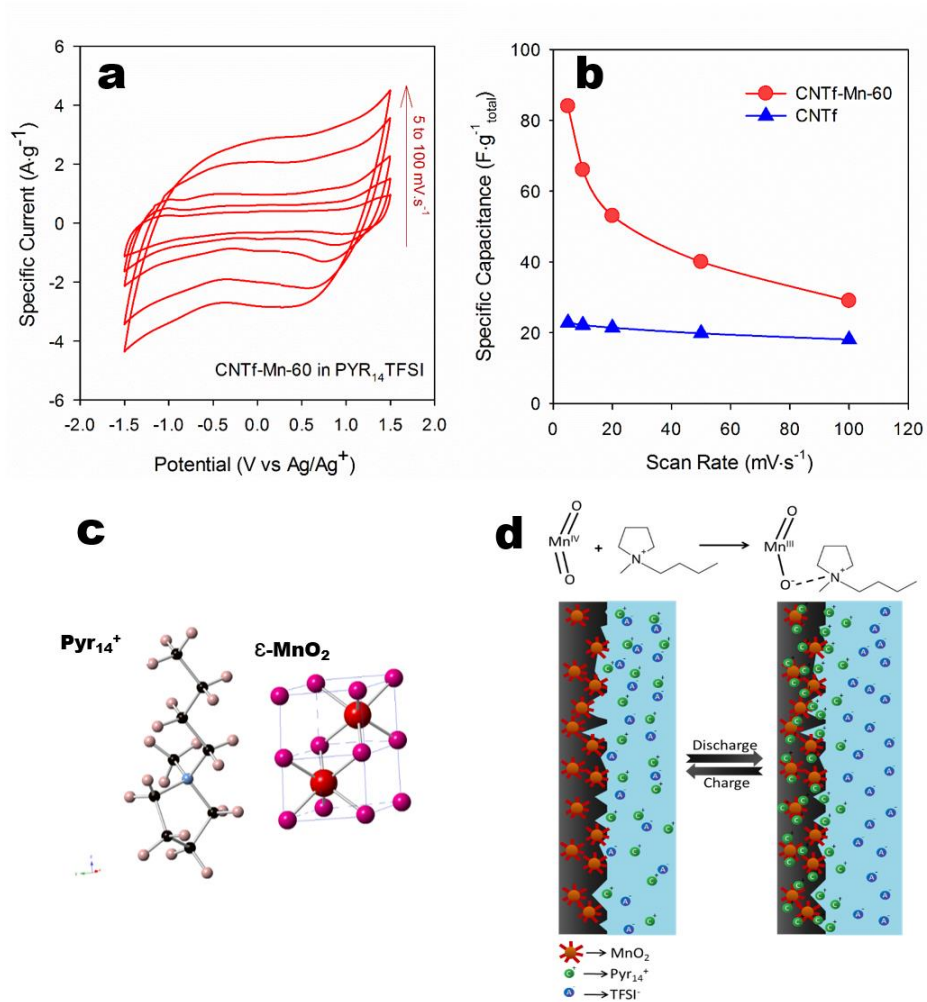 a
6
4
2
0
-2
-4
-6
Specific Current (A·g⁻¹)
5 to 100 mV.s⁻¹
CNTf-Mn-60 in PYR₁₄TFSI
-2.0 -1.5 -1.0 -0.5 0.0 0.5 1.0 1.5 2.0
Potential (V vs Ag/Ag⁺)
b
100
80
60
40
20
0
Specific Capacitance (F·g⁻¹total)
CNTf-Mn-60
CNTf
0 20 40 60 80 100 120
Scan Rate (mV·s⁻¹)
c
Pyr₁₄⁺
ε-MnO₂
d
O
Mn^IV
O
+
N⁺
O
Mn^III
O⁻
N⁺
Discharge
Charge
MnO₂
C⁺ Pyr₁₄⁺
A⁻ TFSI⁻